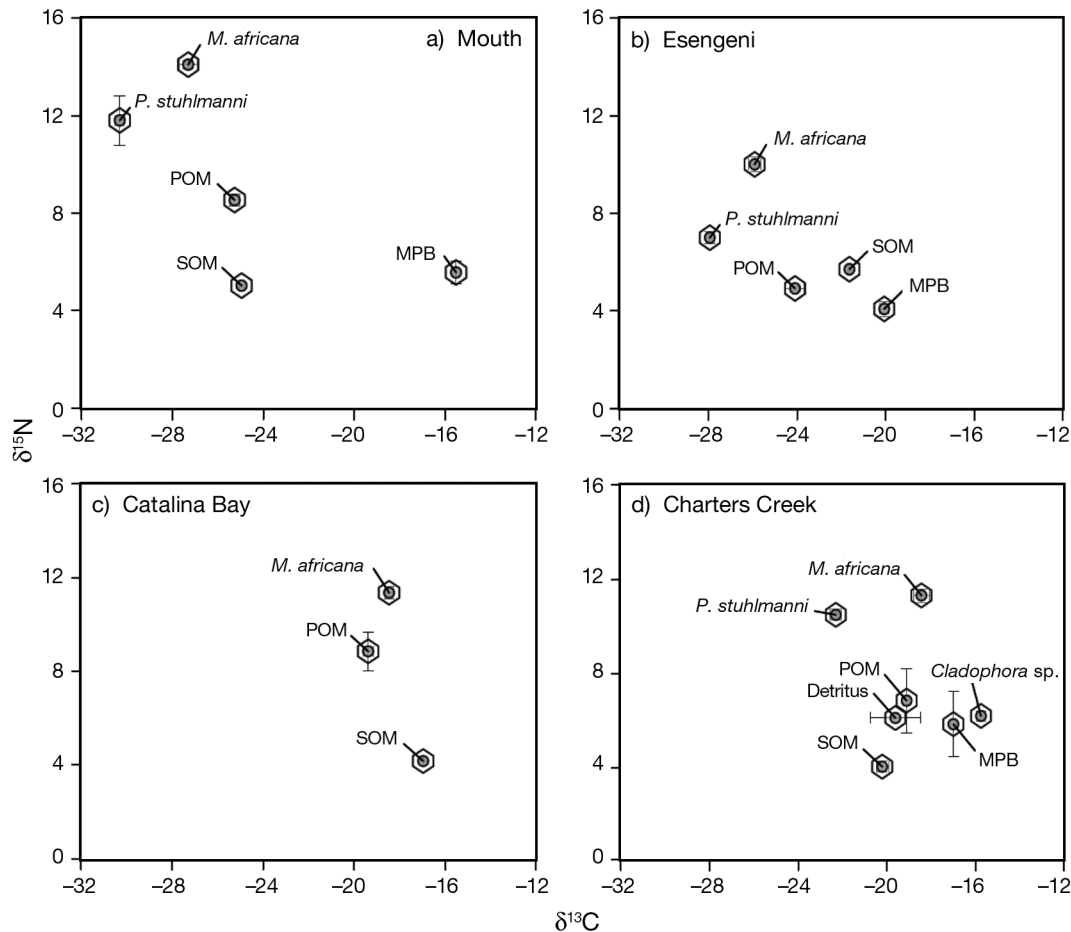 a) Mouth
M. africana
P. stuhlmanni
POM
SOM
MPB
16
12
8
4
0
–32
–28
–24
–20
–16
–12
b) Esengeni
M. africana
P. stuhlmanni
POM
SOM
MPB
16
12
8
4
0
–32
–28
–24
–20
–16
–12
δ15N
c) Catalina Bay
M. africana
POM
SOM
16
12
8
4
0
–32
–28
–24
–20
–16
–12
d) Charters Creek
M. africana
P. stuhlmanni
POM
Cladophora sp.
Detritus
SOM
MPB
16
12
8
4
0
–32
–28
–24
–20
–16
–12
δ13C